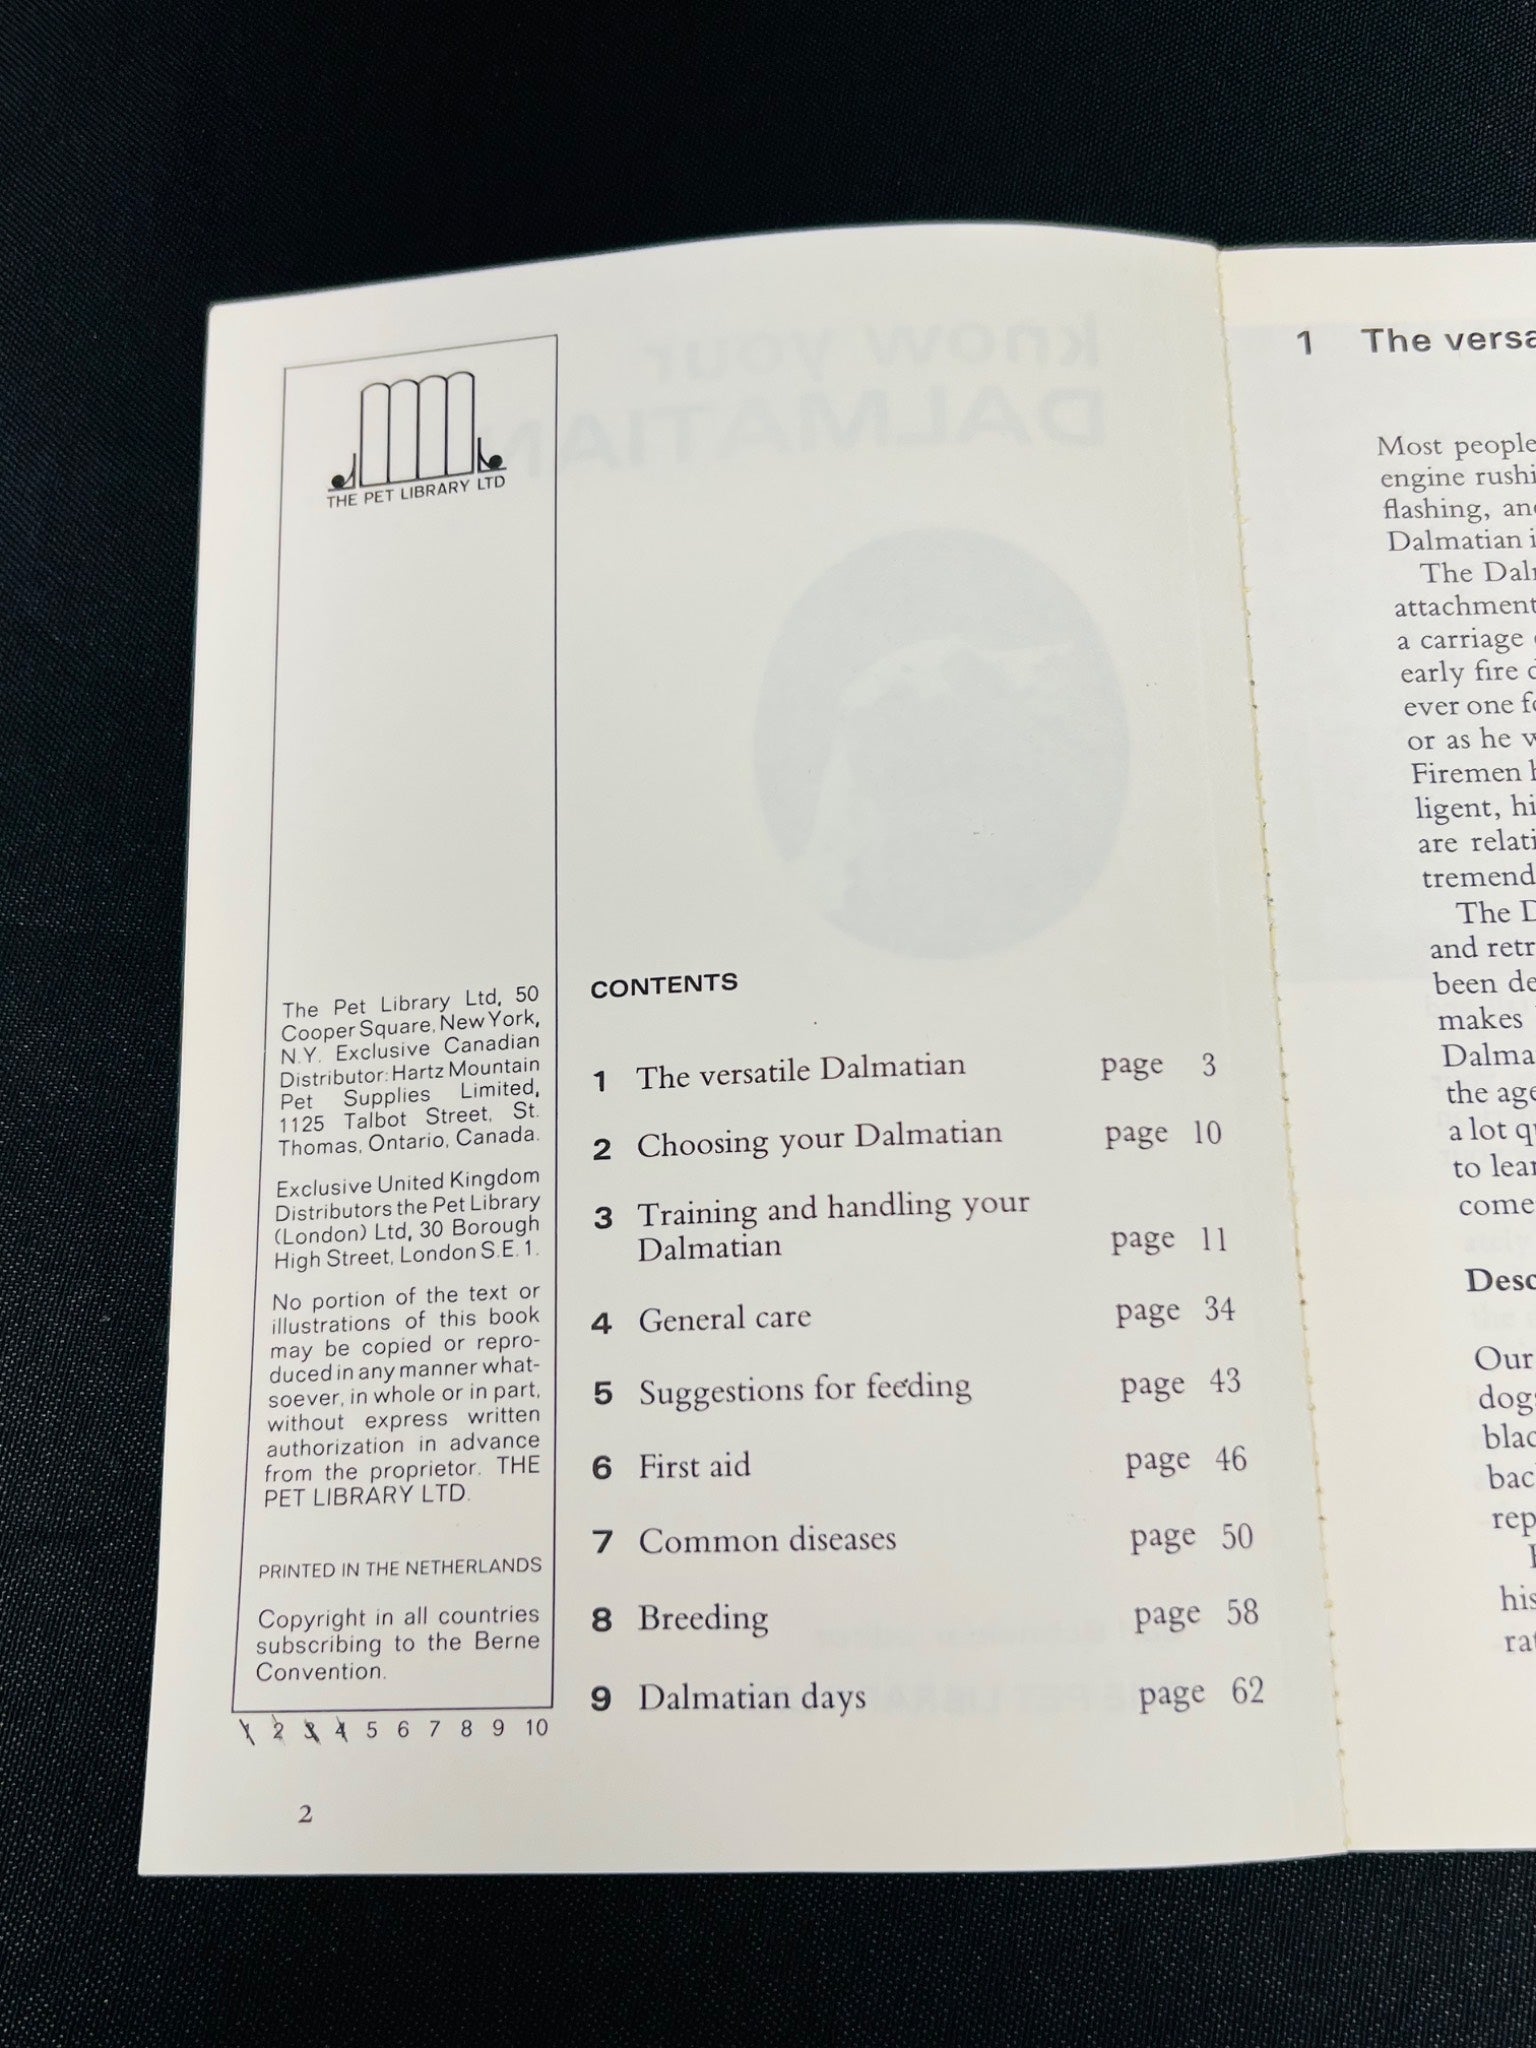 THE PET LIBRARY LTD
The Pet Library Ltd, 50
Cooper Square, New York,
N.Y. Exclusive Canadian
Distributor: Hartz Mountain
Pet Supplies Limited,
1125 Talbot Street, St.
Thomas, Ontario, Canada.
Exclusive United Kingdom
Distributors the Pet Library
(London) Ltd, 30 Borough
High Street, London S.E.1.
No portion of the text or
illustrations of this book
may be copied or repro-
duced in any manner what-
soever, in whole or in part,
without express written
authorization in advance
from the proprietor. THE
PET LIBRARY LTD.
PRINTED IN THE NETHERLANDS
Copyright in all countries
subscribing to the Berne
Convention.
1 2 3 4 5 6 7 8 9 10
2
know your
DALMATIAN
CONTENTS
1 The versatile Dalmatian page 3
2 Choosing your Dalmatian page 10
3 Training and handling your
Dalmatian page 11
4 General care page 34
5 Suggestions for feeding page 43
6 First aid page 46
7 Common diseases page 50
8 Breeding page 58
9 Dalmatian days page 62
1 The versa
Most people
engine rushi
flashing, and
Dalmatian i
The Dal
attachment
a carriage
early fire d
ever one fo
or as he w
Firemen h
ligent, hi
are relati
tremend
The D
and retr
been de
makes
Dalma
the age
a lot qu
to lear
come
Desc
Our
dogs
blac
bac
rep
his
ra